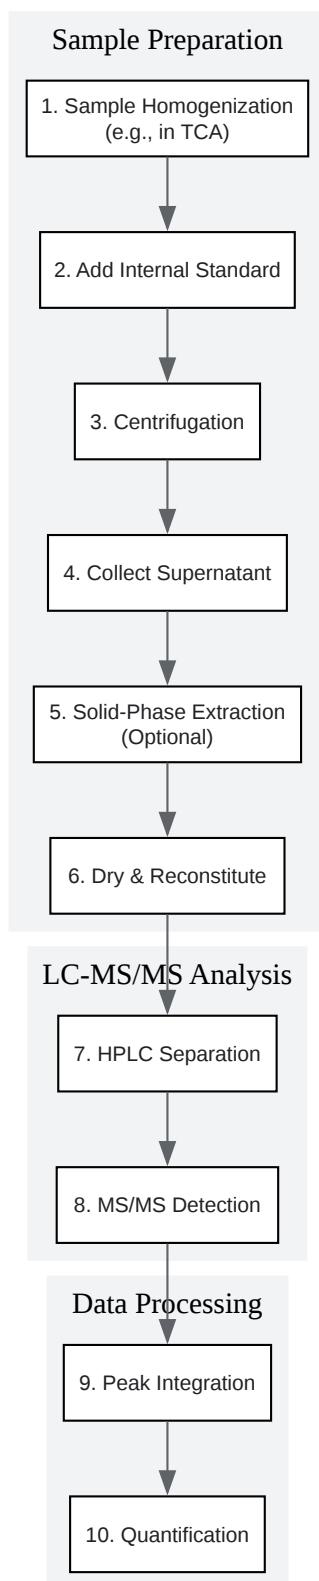 Sample Preparation
1. Sample Homogenization
(e.g., in TCA)
2. Add Internal Standard
3. Centrifugation
4. Collect Supernatant
5. Solid-Phase Extraction
(Optional)
6. Dry & Reconstitute
LC-MS/MS Analysis
7. HPLC Separation
8. MS/MS Detection
Data Processing
9. Peak Integration
10. Quantification